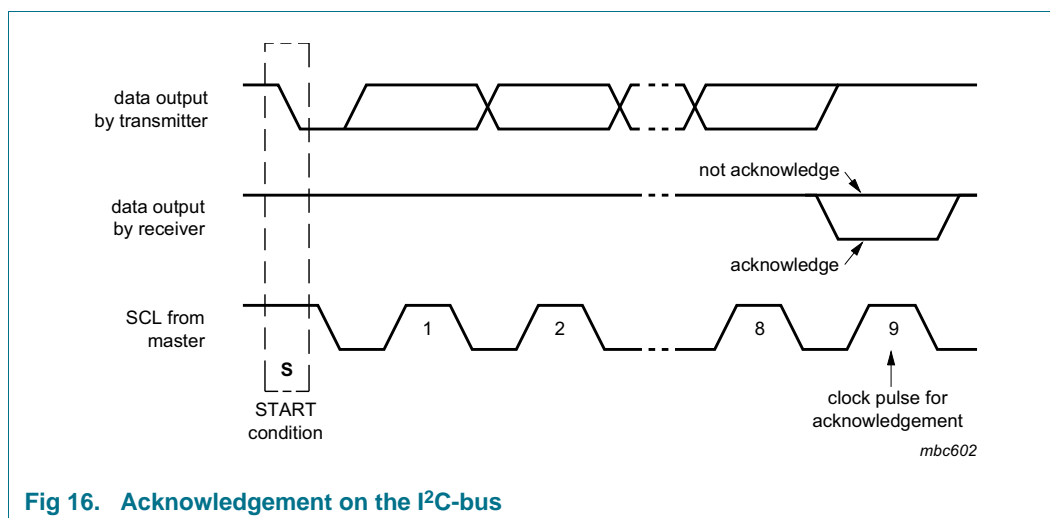 data output
by transmitter
not acknowledge
data output
by receiver
acknowledge
SCL from
master
1
2
8
9
S
START
condition
clock pulse for
acknowledgement
mbc602
Fig 16. Acknowledgement on the I²C-bus